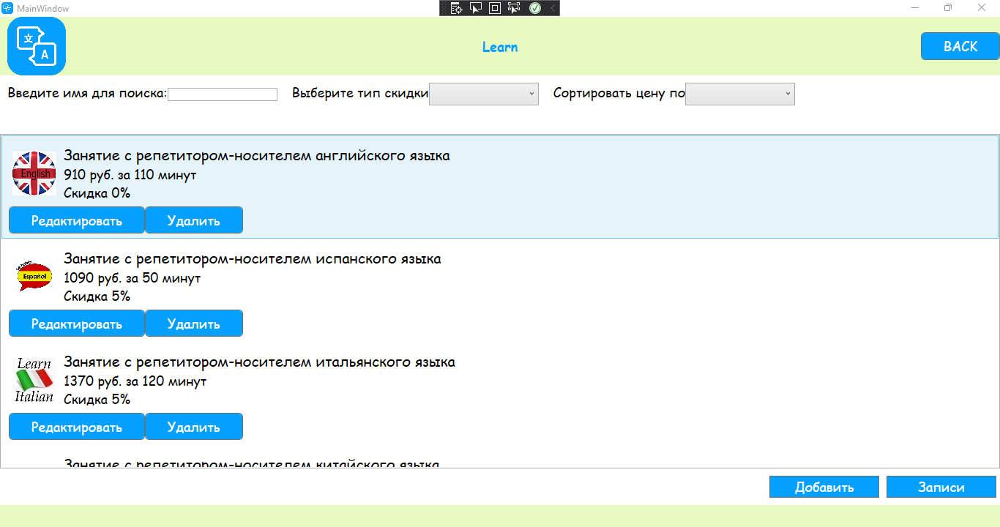 MainWindow
文
A
Learn
BACK
Введите имя для поиска:
Выберите тип скидки
Сортировать цену по
English
Занятие с репетитором-носителем английского языка
910 руб. за 110 минут
Скидка 0%
Редактировать
Удалить
Español
Занятие с репетитором-носителем испанского языка
1090 руб. за 50 минут
Скидка 5%
Редактировать
Удалить
Learn
Italian
Занятие с репетитором-носителем итальянского языка
1370 руб. за 120 минут
Скидка 5%
Редактировать
Удалить
Занятие с репетитором-носителем китайского языка
Добавить
Записи